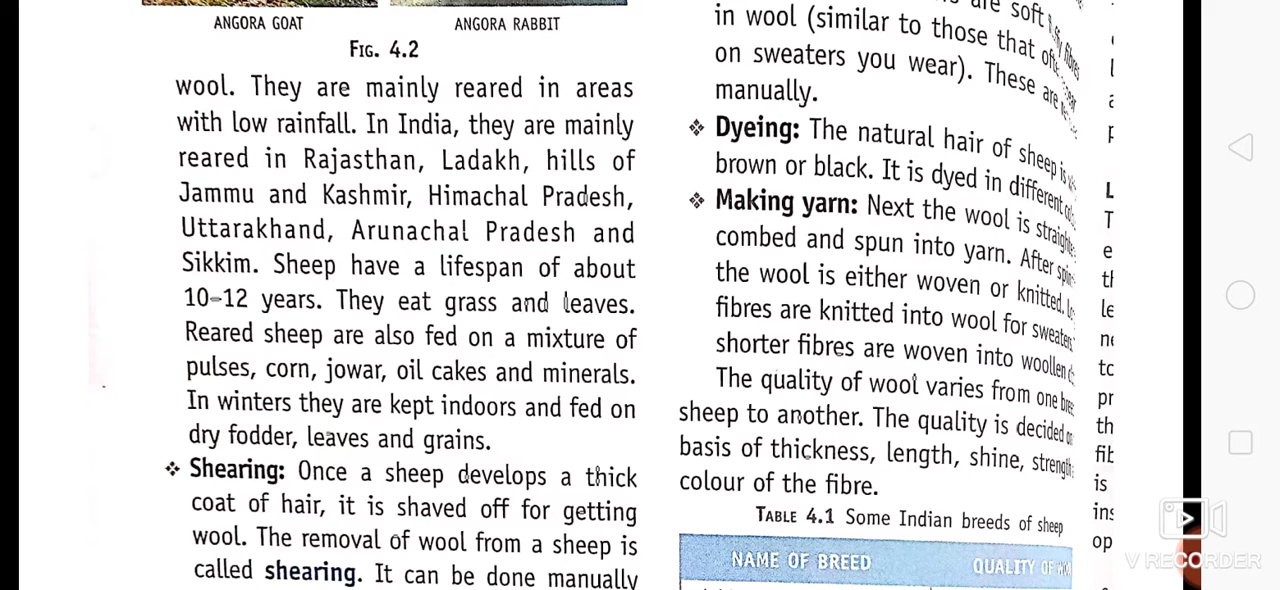 ANGORA GOAT
ANGORA RABBIT
FIG. 4.2
wool. They are mainly reared in areas
with low rainfall. In India, they are mainly
reared in Rajasthan, Ladakh, hills of
Jammu and Kashmir, Himachal Pradesh,
Uttarakhand, Arunachal Pradesh and
Sikkim. Sheep have a lifespan of about
10-12 years. They eat grass and leaves.
Reared sheep are also fed on a mixture of
pulses, corn, jowar, oil cakes and minerals.
In winters they are kept indoors and fed on
dry fodder, leaves and grains.
❖ Shearing: Once a sheep develops a thick
coat of hair, it is shaved off for getting
wool. The removal of wool from a sheep is
called shearing. It can be done manually
are soft
in wool (similar to those that
on sweaters you wear). These are
manually.
❖ Dyeing: The natural hair of sheep is
brown or black. It is dyed in different
❖ Making yarn: Next the wool is
combed and spun into yarn. After
the wool is either woven or knitted.
fibres are knitted into wool for
shorter fibres are woven into woollen
The quality of wool varies from one
sheep to another. The quality is decided
basis of thickness, length, shine, strength
colour of the fibre.
TABLE 4.1 Some Indian breeds of sheep
NAME OF BREED
QUALITY OF
V RECORDER